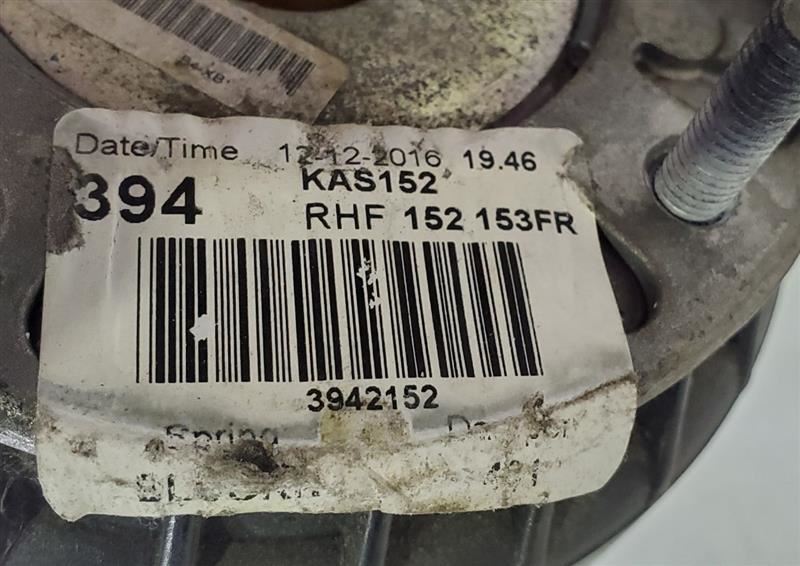 Date/Time 12-12-2016 19.46
394 KAS152
RHF 152 153FR
3942152
Spring